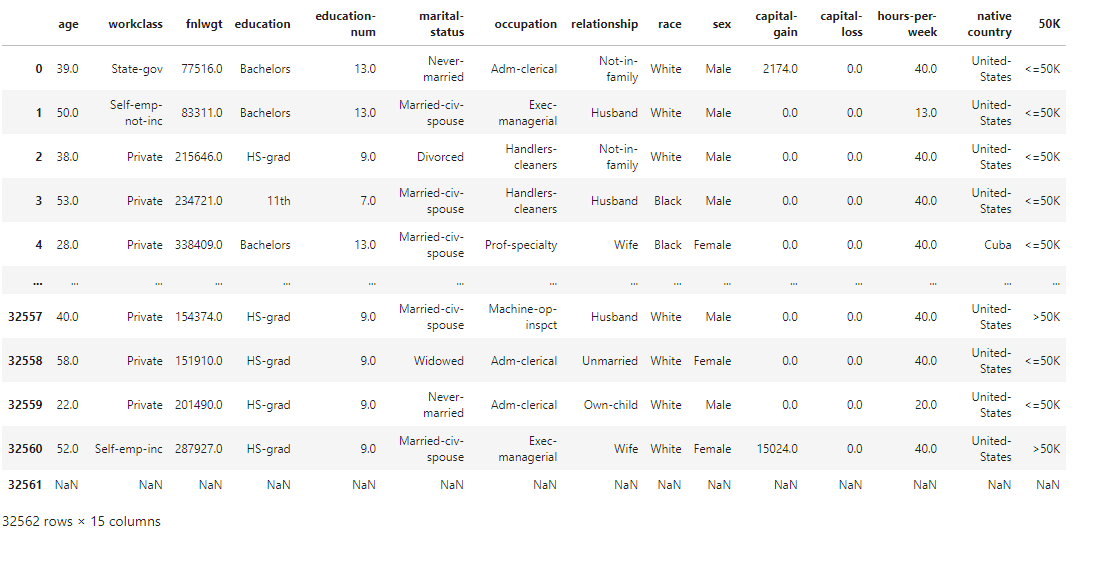 age workclass fnlwgt education education-num marital-status occupation relationship race sex capital-gain capital-loss hours-per-week native country 50K
0 39.0 State-gov 77516.0 Bachelors 13.0 Never-married Adm-clerical Not-in-family White Male 2174.0 0.0 40.0 United-States <=50K
1 50.0 Self-emp-not-inc 83311.0 Bachelors 13.0 Married-civ-spouse Exec-managerial Husband White Male 0.0 0.0 13.0 United-States <=50K
2 38.0 Private 215646.0 HS-grad 9.0 Divorced Handlers-cleaners Not-in-family White Male 0.0 0.0 40.0 United-States <=50K
3 53.0 Private 234721.0 11th 7.0 Married-civ-spouse Handlers-cleaners Husband Black Male 0.0 0.0 40.0 United-States <=50K
4 28.0 Private 338409.0 Bachelors 13.0 Married-civ-spouse Prof-specialty Wife Black Female 0.0 0.0 40.0 Cuba <=50K
... ... ... ... ... ... ... ... ... ... ... ... ... ... ... ...
32557 40.0 Private 154374.0 HS-grad 9.0 Married-civ-spouse Machine-op-inspct Husband White Male 0.0 0.0 40.0 United-States >50K
32558 58.0 Private 151910.0 HS-grad 9.0 Widowed Adm-clerical Unmarried White Female 0.0 0.0 40.0 United-States <=50K
32559 22.0 Private 201490.0 HS-grad 9.0 Never-married Adm-clerical Own-child White Male 0.0 0.0 20.0 United-States <=50K
32560 52.0 Self-emp-inc 287927.0 HS-grad 9.0 Married-civ-spouse Exec-managerial Wife White Female 15024.0 0.0 40.0 United-States >50K
32561 NaN NaN NaN NaN NaN NaN NaN NaN NaN NaN NaN NaN NaN NaN NaN
32562 rows × 15 columns